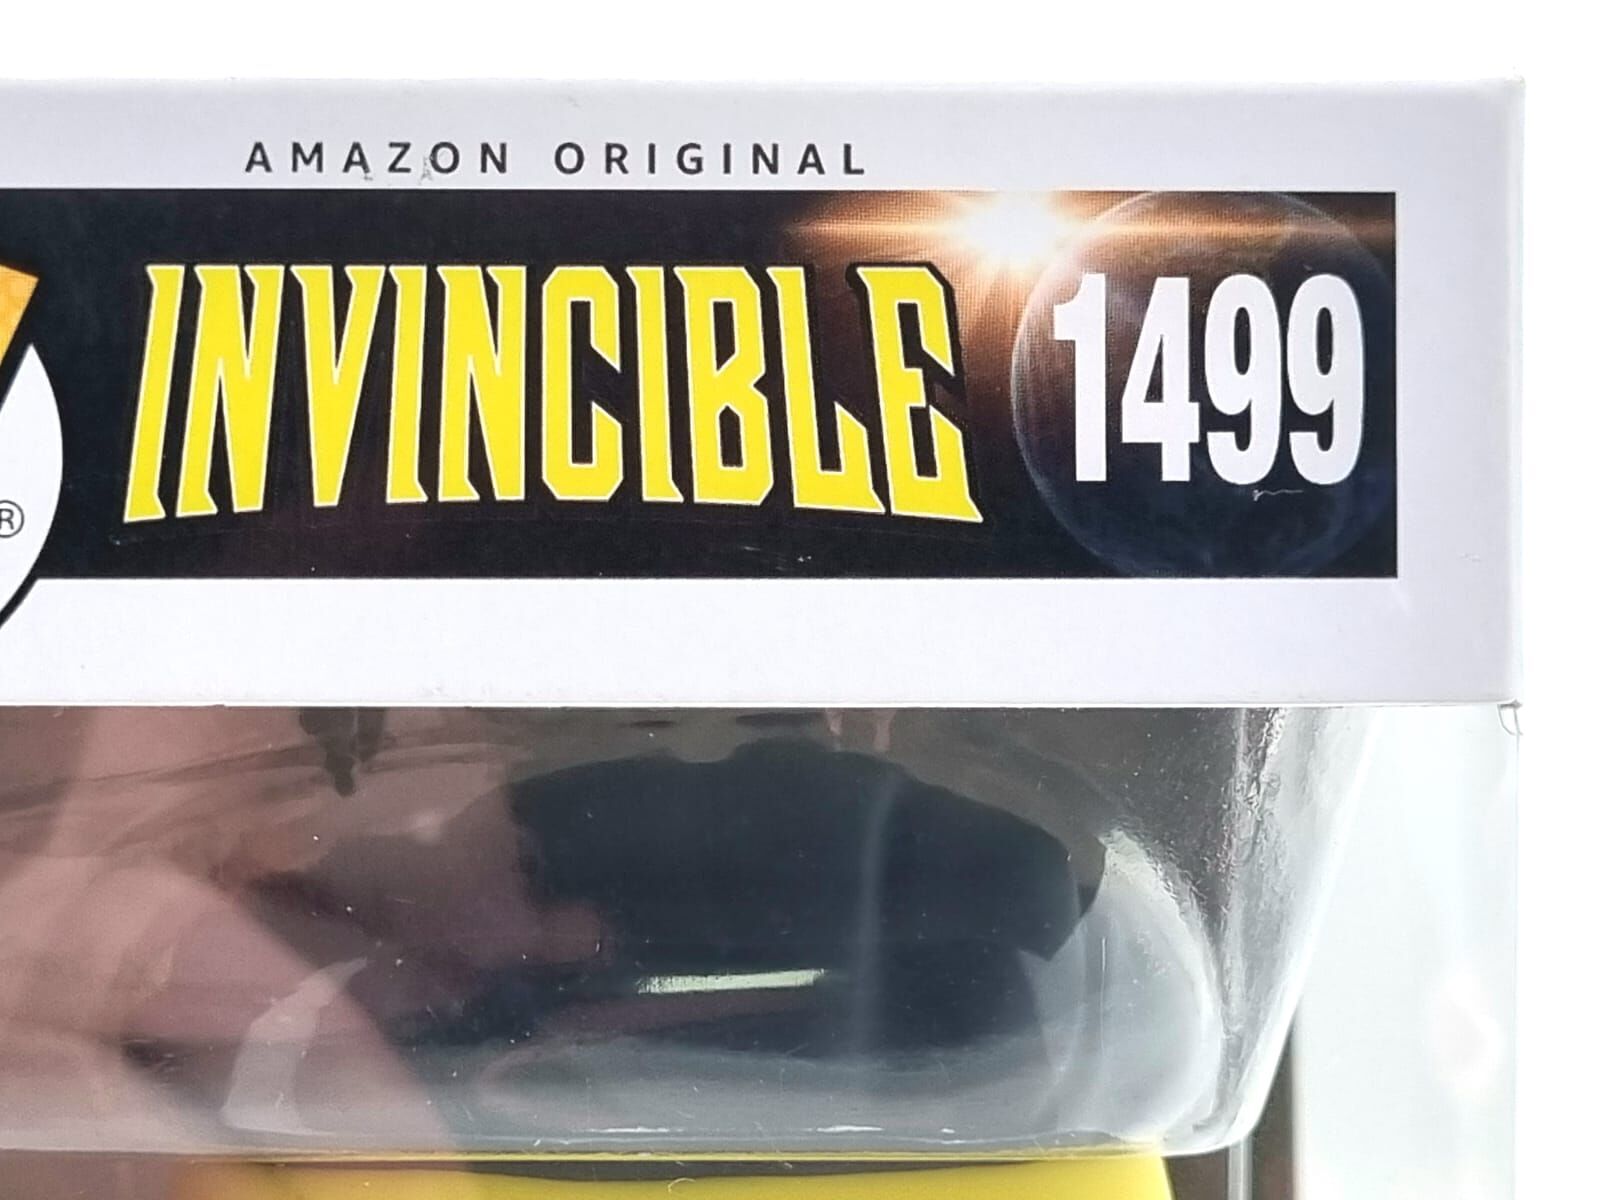 AMAZON ORIGINAL
INVINCIBLE 1499
®